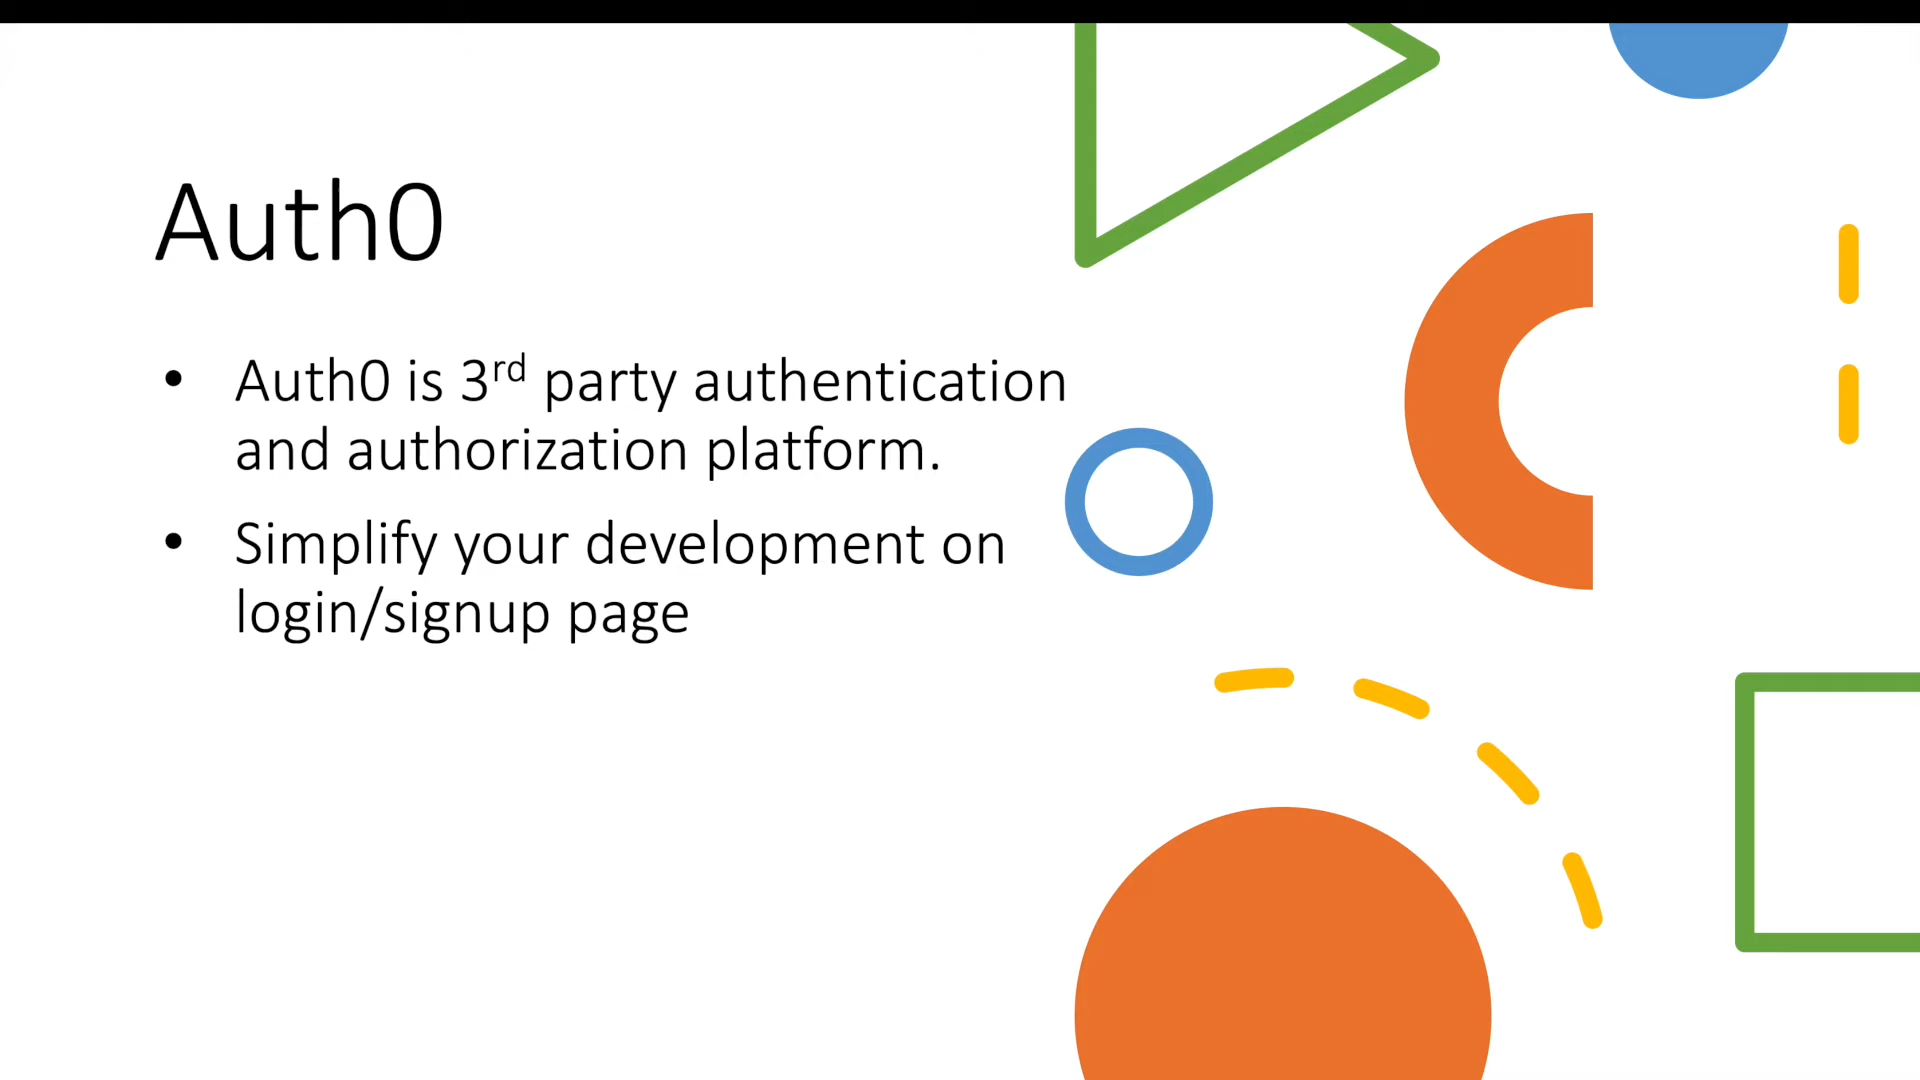 Auth0
• Auth0 is 3rd party authentication
and authorization platform.
• Simplify your development on
login/signup page